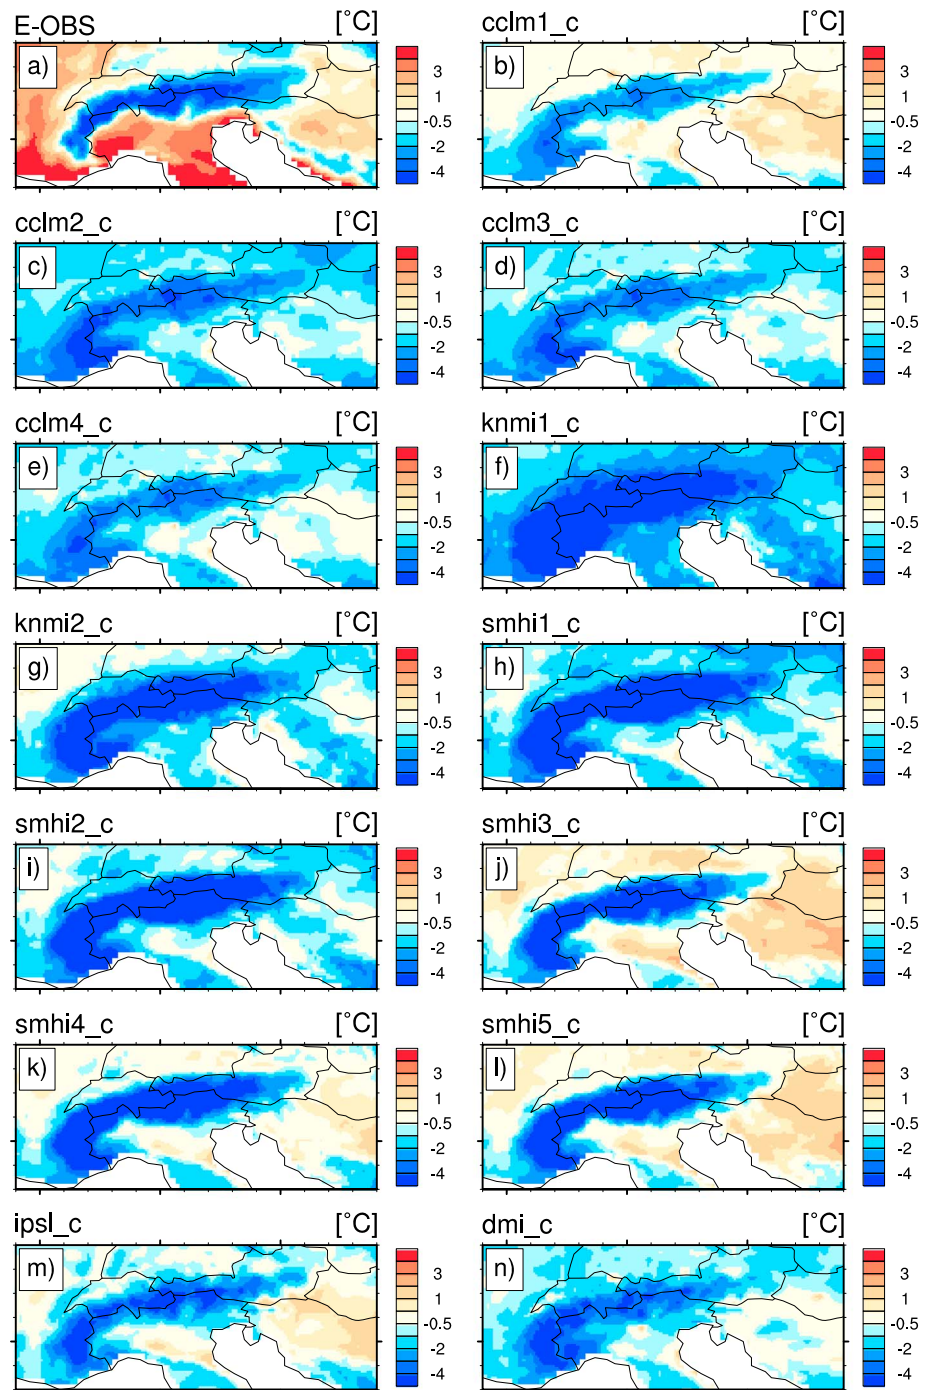 E-OBS [°C] cclm1_c [°C]
a) 3 1 -0.5 -2 -4 b) 3 1 -0.5 -2 -4
cclm2_c [°C] cclm3_c [°C]
c) 3 1 -0.5 -2 -4 d) 3 1 -0.5 -2 -4
cclm4_c [°C] knmi1_c [°C]
e) 3 1 -0.5 -2 -4 f) 3 1 -0.5 -2 -4
knmi2_c [°C] smhi1_c [°C]
g) 3 1 -0.5 -2 -4 h) 3 1 -0.5 -2 -4
smhi2_c [°C] smhi3_c [°C]
i) 3 1 -0.5 -2 -4 j) 3 1 -0.5 -2 -4
smhi4_c [°C] smhi5_c [°C]
k) 3 1 -0.5 -2 -4 l) 3 1 -0.5 -2 -4
ipsl_c [°C] dmi_c [°C]
m) 3 1 -0.5 -2 -4 n) 3 1 -0.5 -2 -4